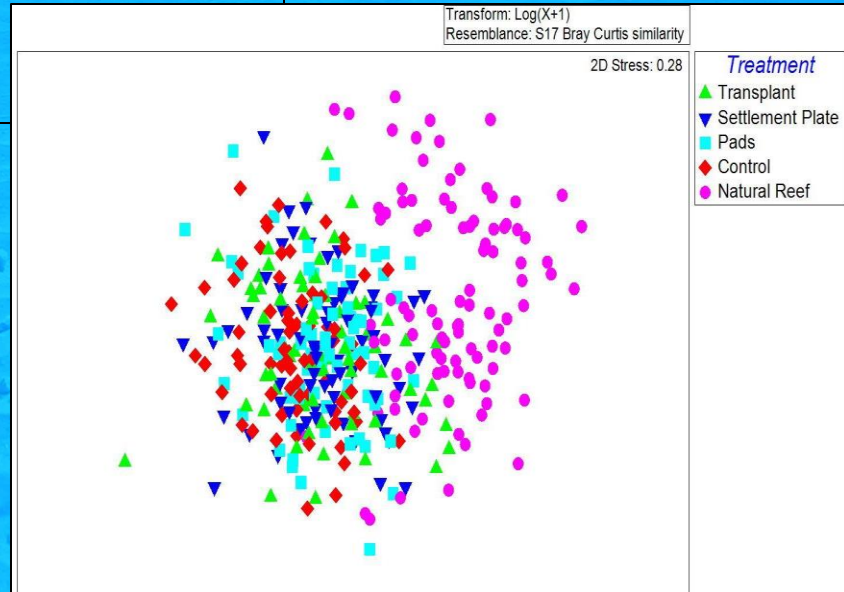 Transform: Log(X+1)
Resemblance: S17 Bray Curtis similarity
2D Stress: 0.28
Treatment
Transplant
Settlement Plate
Pads
Control
Natural Reef